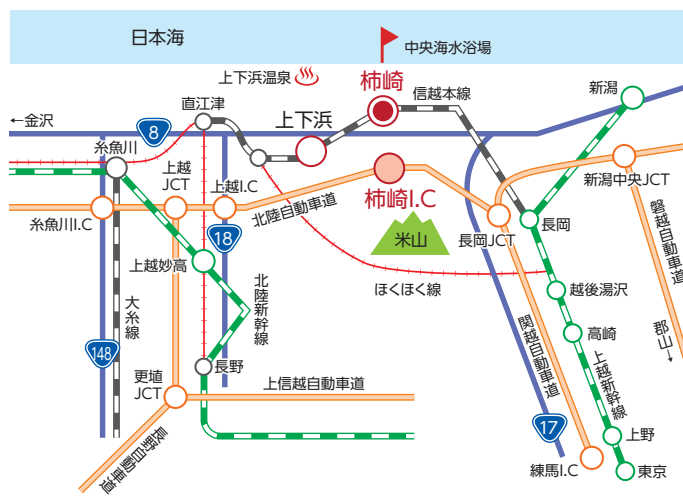 日本海
中央海水浴場
上下浜温泉
柿崎
信越本線
新潟
直江津
←金沢
8
上下浜
糸魚川
上越
JCT
上越I.C
柿崎I.C
新潟中央JCT
糸魚川I.C
北陸自動車道
18
米山
長岡JCT
長岡
磐越自動車道
上越妙高
北陸新幹線
ほくほく線
越後湯沢
大糸線
148
長野
関越自動車道
高崎
郡山→
更埴
JCT
上信越自動車道
上越新幹線
長野自動車道
17
上野
練馬I.C
東京